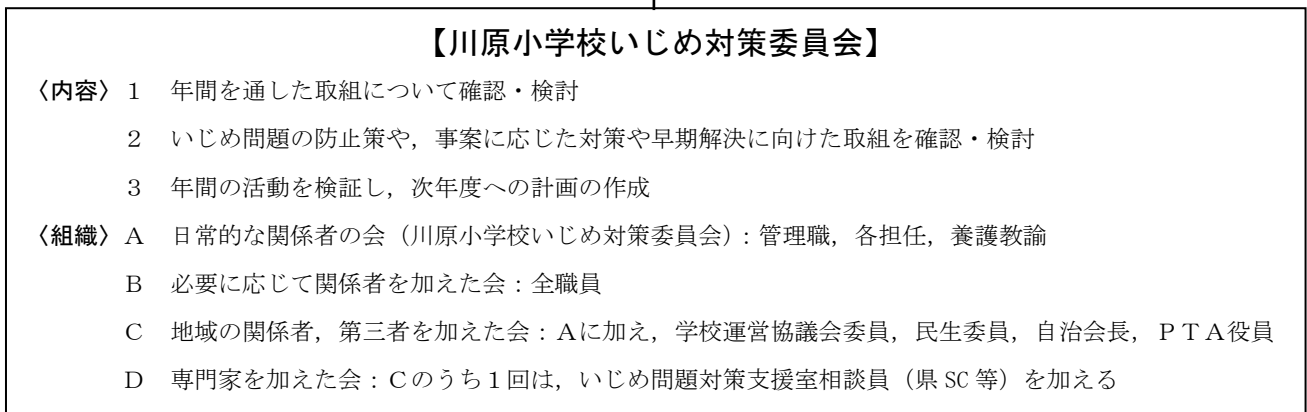 【川原小学校いじめ対策委員会】
〈内容〉１　年間を通した取組について確認・検討
２　いじめ問題の防止策や，事案に応じた対策や早期解決に向けた取組を確認・検討
３　年間の活動を検証し，次年度への計画の作成
〈組織〉Ａ　日常的な関係者の会（川原小学校いじめ対策委員会）：管理職，各担任，養護教諭
Ｂ　必要に応じて関係者を加えた会：全職員
Ｃ　地域の関係者，第三者を加えた会：Ａに加え，学校運営協議会委員，民生委員，自治会長，ＰＴＡ役員
Ｄ　専門家を加えた会：Ｃのうち１回は，いじめ問題対策支援室相談員（県 SC 等）を加える